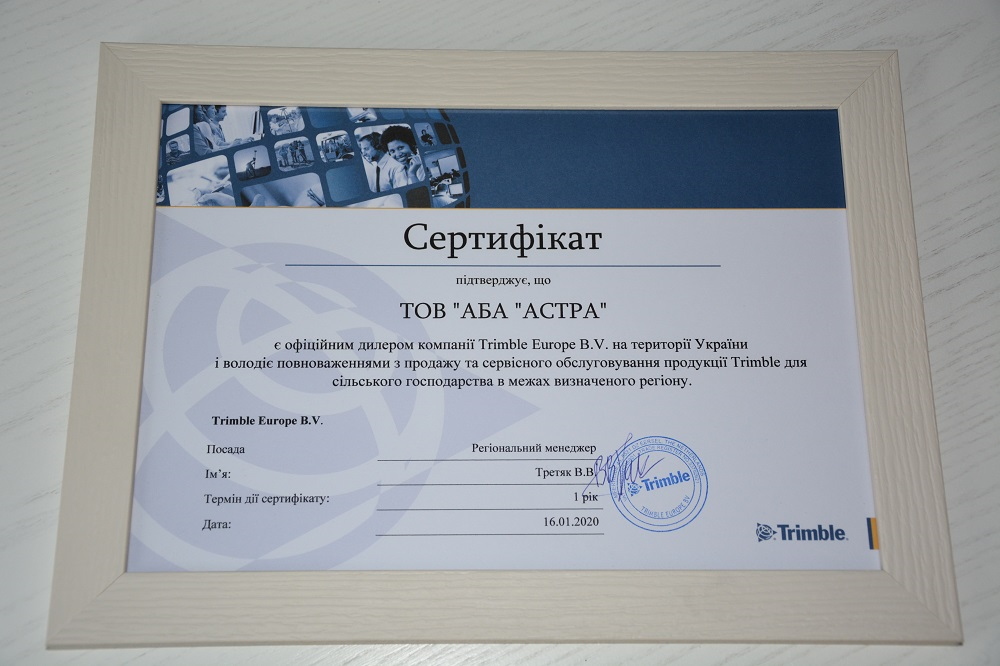 Сертифікат
підтверджує, що
ТОВ "АБА "АСТРА"
є офіційним дилером компанії Trimble Europe B.V. на території України
і володіє повноваженнями з продажу та сервісного обслуговування продукції Trimble для
сільського господарства в межах визначеного регіону.
Trimble Europe B.V.
Посада Регіональний менеджер
Ім’я: Третяк В.В.
Термін дії сертифікату: 1 рік
Дата: 16.01.2020
Trimble
TRIMBLE EUROPE BV
Trimble